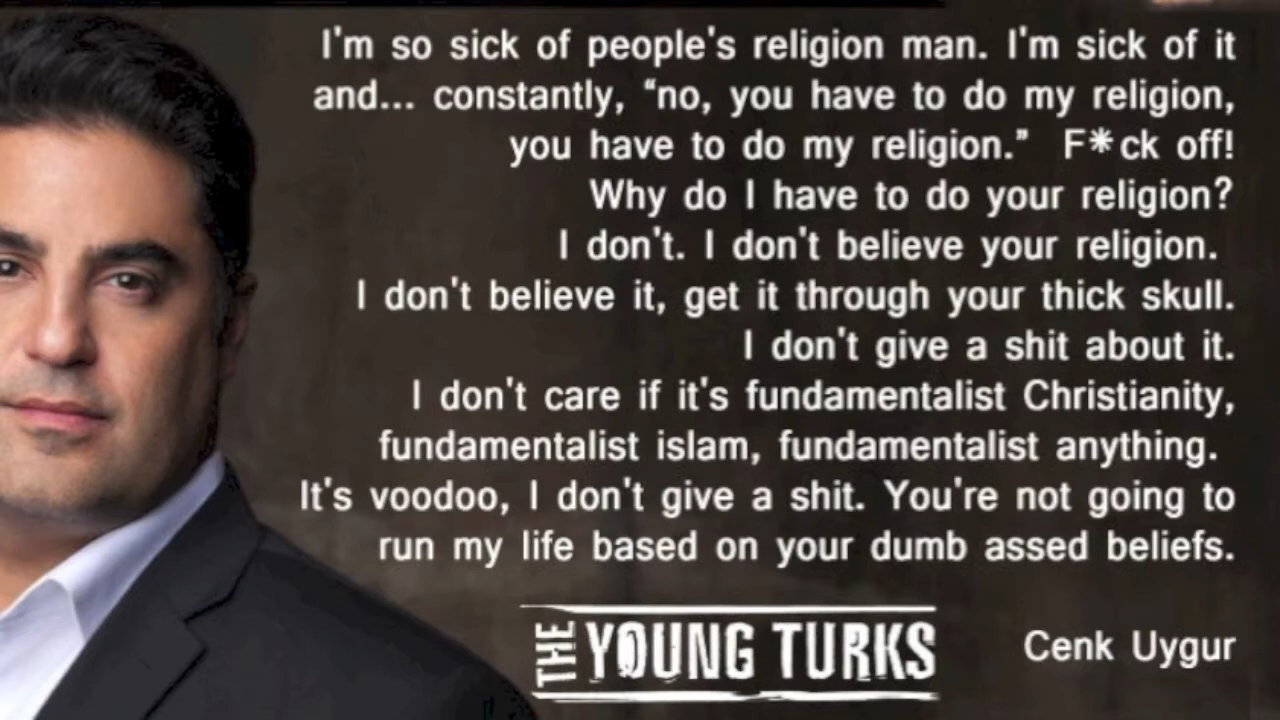 I'm so sick of people's religion man. I'm sick of it
and... constantly, “no, you have to do my religion,
you have to do my religion.” F*ck off!
Why do I have to do your religion?
I don't. I don't believe your religion.
I don't believe it, get it through your thick skull.
I don't give a shit about it.
I don't care if it's fundamentalist Christianity,
fundamentalist islam, fundamentalist anything.
It's voodoo, I don't give a shit. You're not going to
run my life based on your dumb assed beliefs.
THE YOUNG TURKS
Cenk Uygur